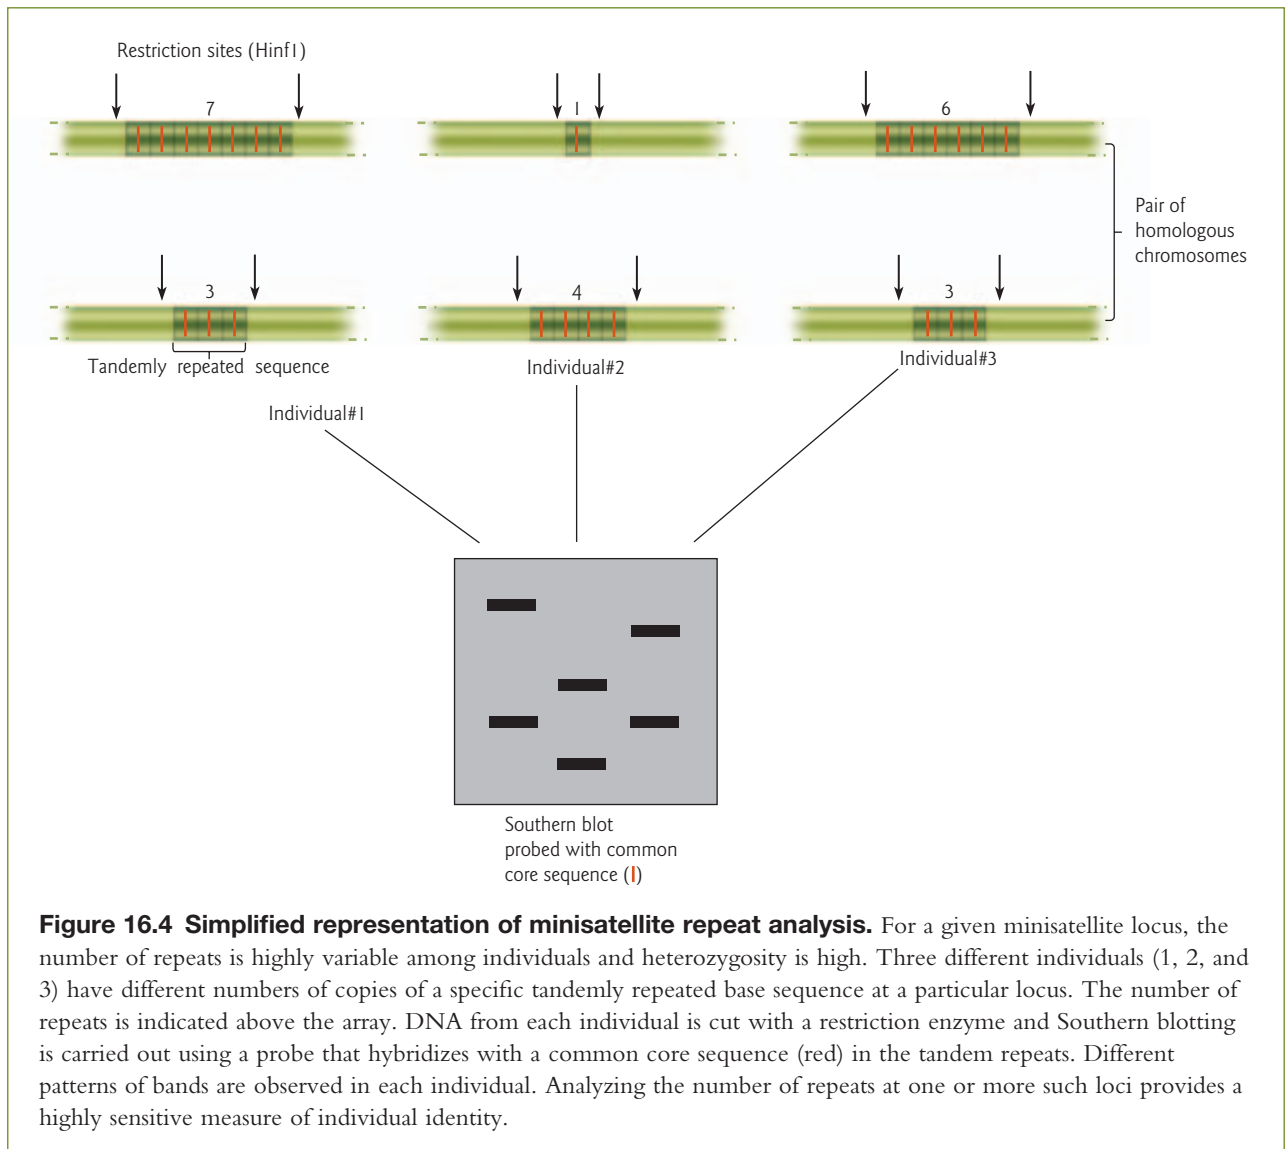 Restriction sites (Hinf1)
7
1
6
Pair of
homologous
chromosomes
3
4
3
Tandemly repeated sequence
Individual#1
Individual#2
Individual#3
Southern blot
probed with common
core sequence (I)
Figure 16.4 Simplified representation of minisatellite repeat analysis. For a given minisatellite locus, the
number of repeats is highly variable among individuals and heterozygosity is high. Three different individuals (1, 2, and
3) have different numbers of copies of a specific tandemly repeated base sequence at a particular locus. The number of
repeats is indicated above the array. DNA from each individual is cut with a restriction enzyme and Southern blotting
is carried out using a probe that hybridizes with a common core sequence (red) in the tandem repeats. Different
patterns of bands are observed in each individual. Analyzing the number of repeats at one or more such loci provides a
highly sensitive measure of individual identity.